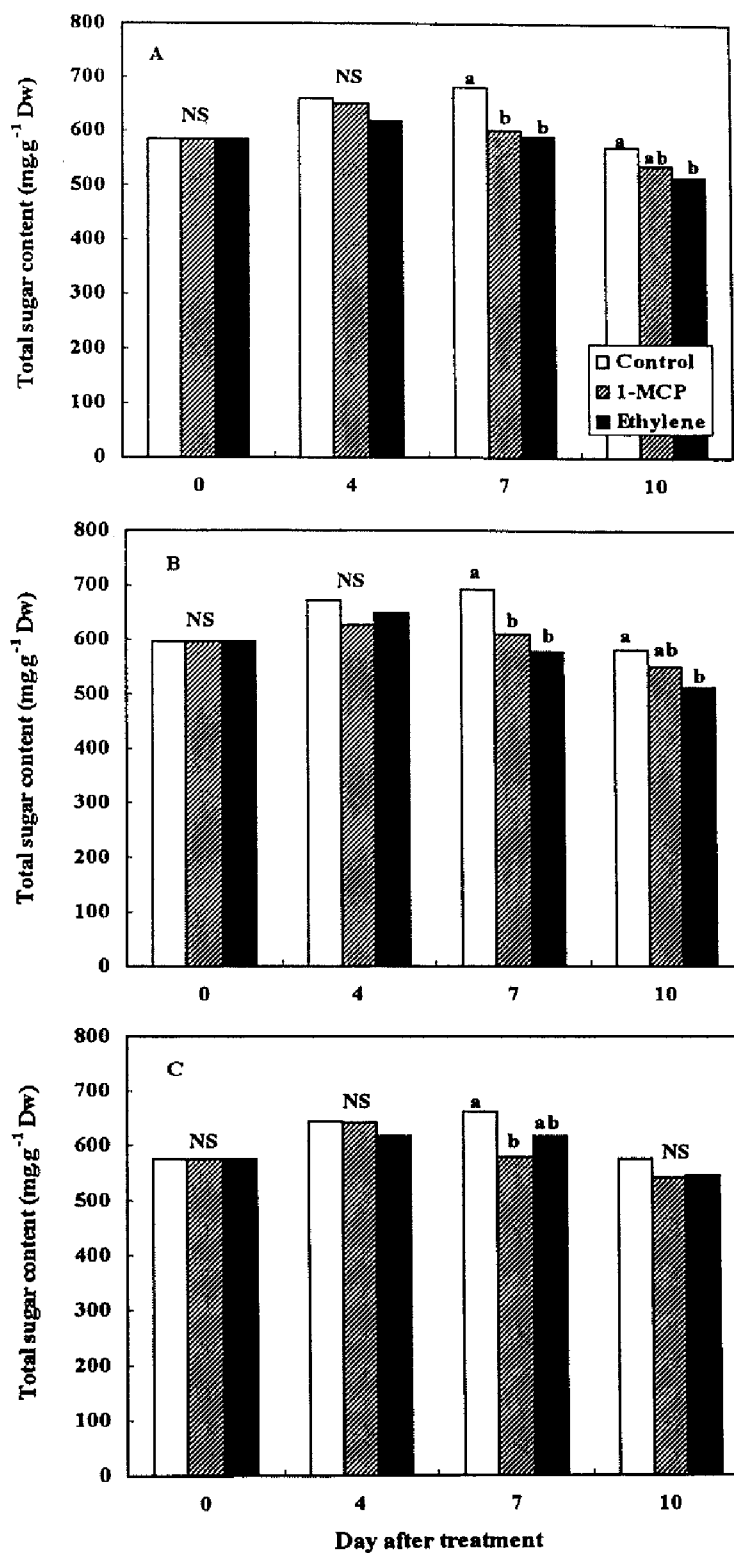 800
A
NS
a
700
NS
b
b
600
a
ab
b
500
400
Control
300
1-MCP
200
Ethylene
100
0
0
4
7
10
Total sugar content (mg.g⁻¹ Dw)
800
B
a
700
NS
NS
b
b
a
ab
600
b
500
400
300
200
100
0
0
4
7
10
Total sugar content (mg.g⁻¹ Dw)
800
C
700
a
NS
ab
NS
b
NS
600
500
400
300
200
100
0
0
4
7
10
Total sugar content (mg.g⁻¹ Dw)
Day after treatment